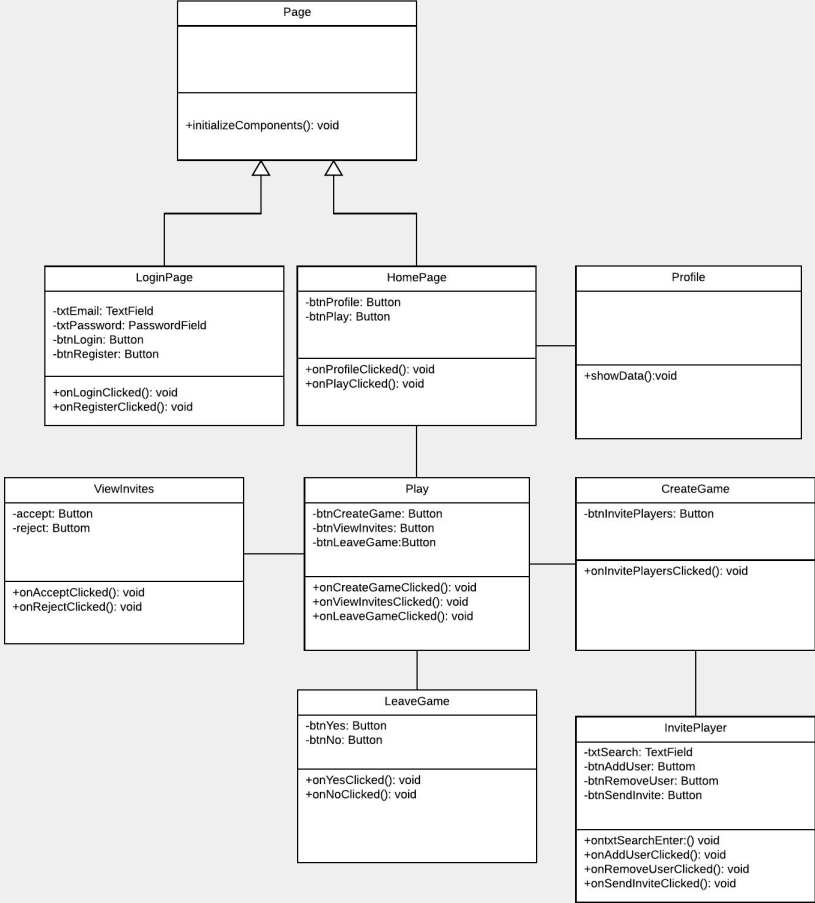 Page
+initializeComponents(): void
LoginPage
-txtEmail: TextField
-txtPassword: PasswordField
-btnLogin: Button
-btnRegister: Button
+onLoginClicked(): void
+onRegisterClicked(): void
HomePage
-btnProfile: Button
-btnPlay: Button
+onProfileClicked(): void
+onPlayClicked(): void
Profile
+showData():void
ViewInvites
-accept: Button
-reject: Buttom
+onAcceptClicked(): void
+onRejectClicked(): void
Play
-btnCreateGame: Button
-btnViewInvites: Button
-btnLeaveGame:Button
+onCreateGameClicked(): void
+onViewInvitesClicked(): void
+onLeaveGameClicked(): void
CreateGame
-btnInvitePlayers: Button
+onInvitePlayersClicked(): void
LeaveGame
-btnYes: Button
-btnNo: Button
+onYesClicked(): void
+onNoClicked(): void
InvitePlayer
-txtSearch: TextField
-btnAddUser: Buttom
-btnRemoveUser: Buttom
-btnSendInvite: Button
+ontxtSearchEnter:() void
+onAddUserClicked(): void
+onRemoveUserClicked(): void
+onSendInviteClicked(): void